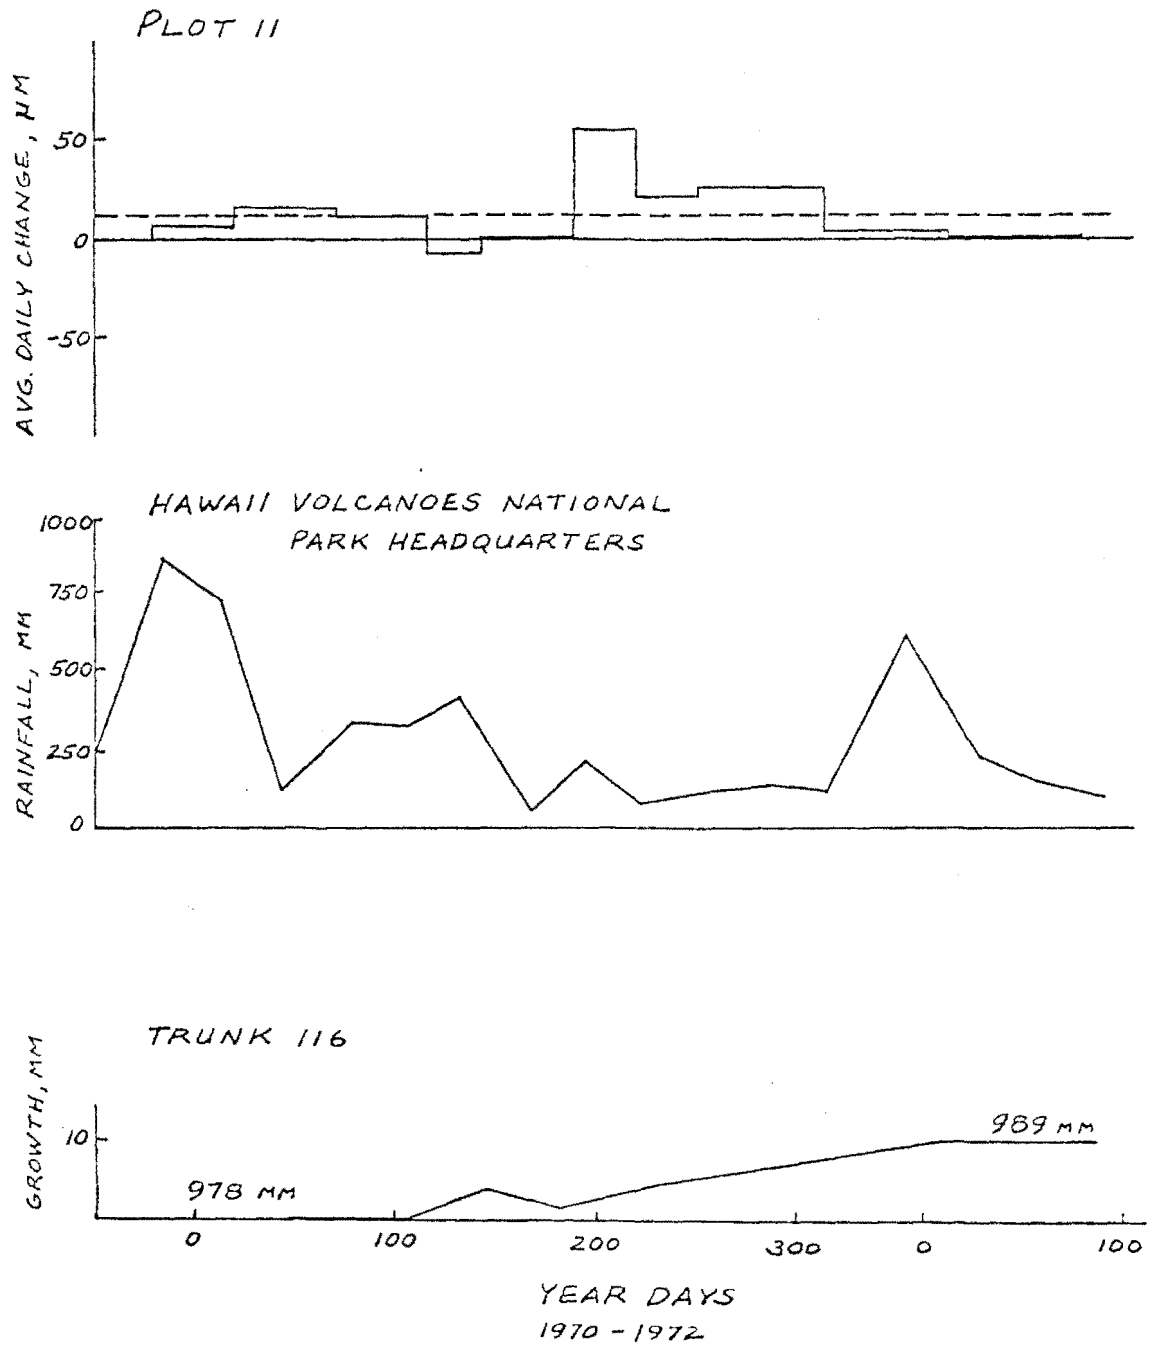 PLOT 11
AVG. DAILY CHANGE, µM
50
0
-50
HAWAII VOLCANOES NATIONAL
PARK HEADQUARTERS
RAINFALL, MM
1000
750
500
250
0
TRUNK 116
GROWTH, MM
10
978 MM
989 MM
0 100 200 300 0 100
YEAR DAYS
1970 - 1972